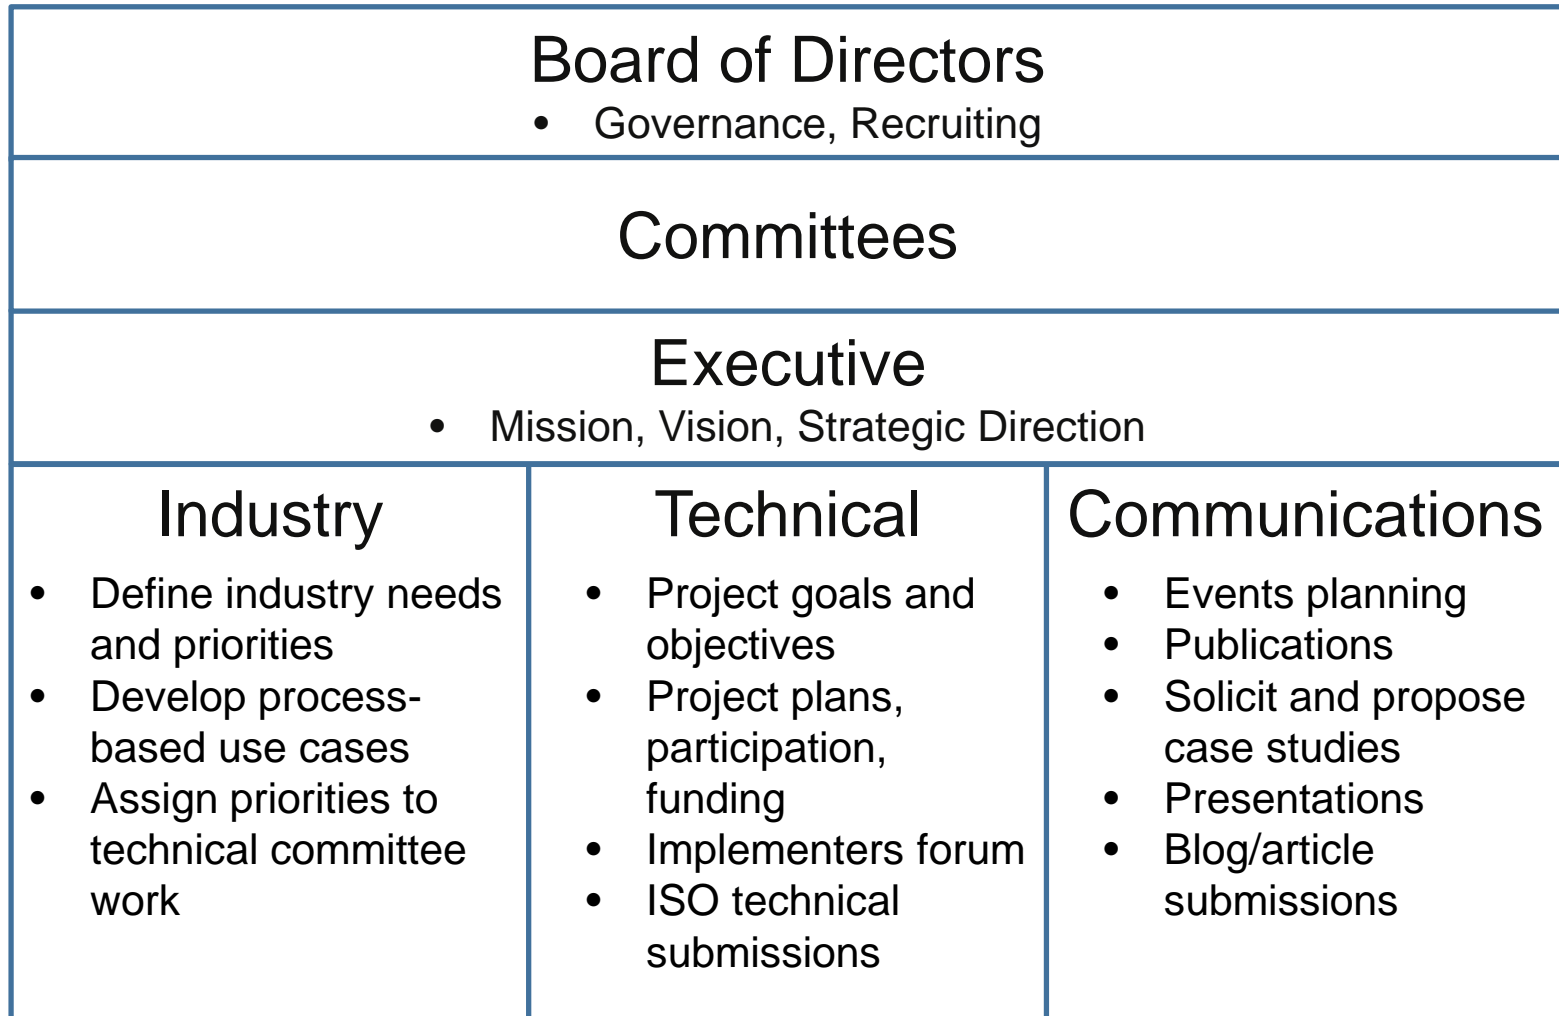 Board of Directors
• Governance, Recruiting
Committees
Executive
• Mission, Vision, Strategic Direction
Industry
• Define industry needs
and priorities
• Develop process-
based use cases
• Assign priorities to
technical committee
work
Technical
• Project goals and
objectives
• Project plans,
participation,
funding
• Implementers forum
• ISO technical
submissions
Communications
• Events planning
• Publications
• Solicit and propose
case studies
• Presentations
• Blog/article
submissions